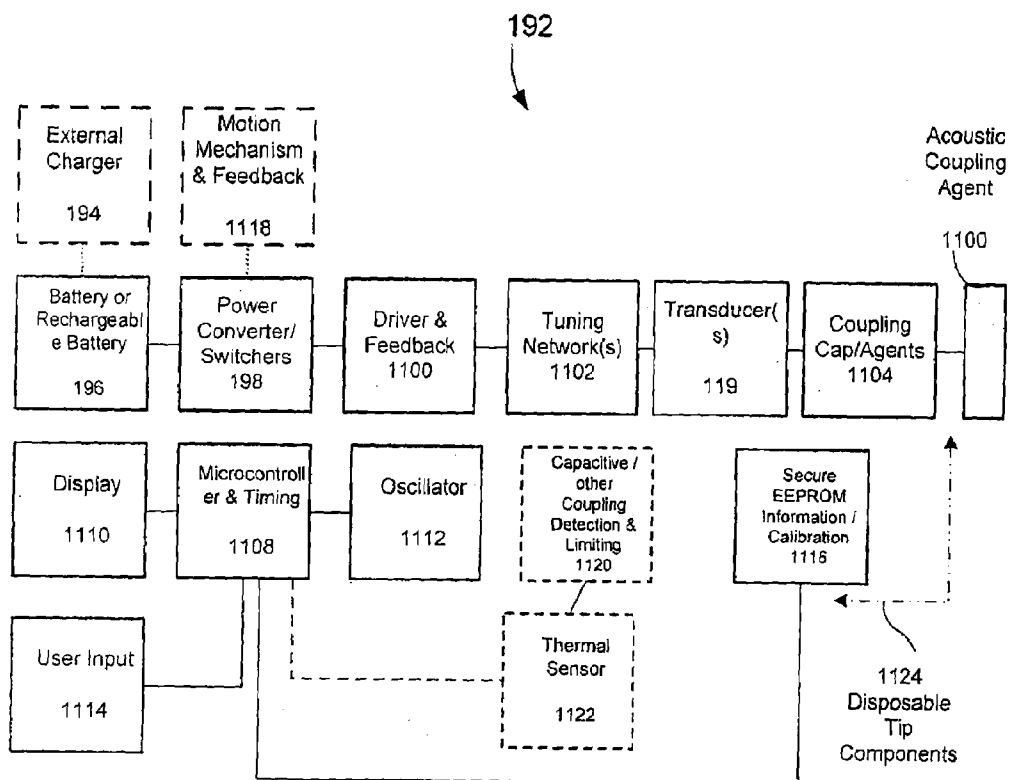 192
External
Charger
194
Motion
Mechanism
& Feedback
1118
Acoustic
Coupling
Agent
1100
Battery or
Rechargeabl
e Battery
196
Power
Converter/
Switchers
198
Driver &
Feedback
1100
Tuning
Network(s)
1102
Transducer(
s)
119
Coupling
Cap/Agents
1104
Display
1110
Microcontroll
er & Timing
1108
Oscillator
1112
Capacitive /
other
Coupling
Detection &
Limiting
1120
Secure
EEPROM
Information /
Calibration
1116
User Input
1114
Thermal
Sensor
1122
1124
Disposable
Tip
Components